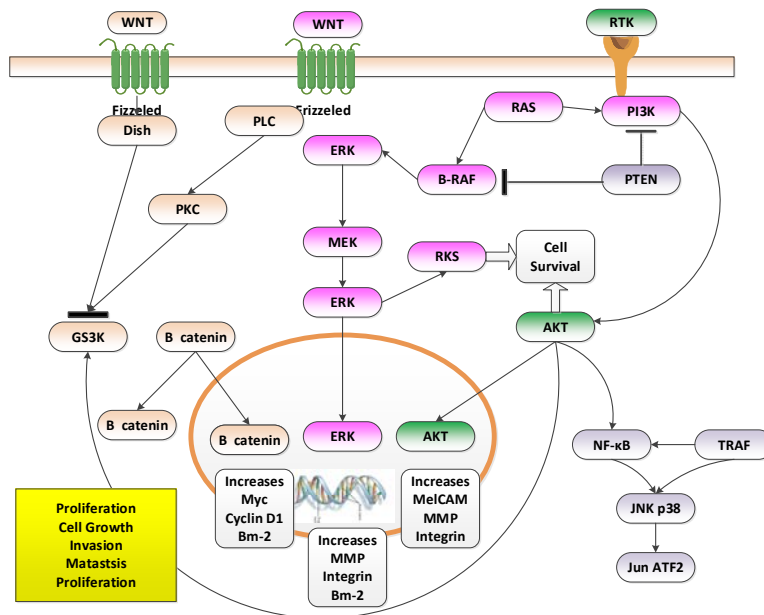 WNT
WNT
RTK
Fizzeled
Frizzeled
Dish
PLC
RAS
PI3K
ERK
B-RAF
PTEN
PKC
MEK
RKS
Cell
Survival
ERK
GS3K
B catenin
AKT
B catenin
B catenin
ERK
AKT
NF-κB
TRAF
Increases
Myc
Cyclin D1
Bm-2
Increases
MelCAM
MMP
Integrin
Increases
MMP
Integrin
Bm-2
JNK p38
Jun ATF2
Proliferation
Cell Growth
Invasion
Matastsis
Proliferation